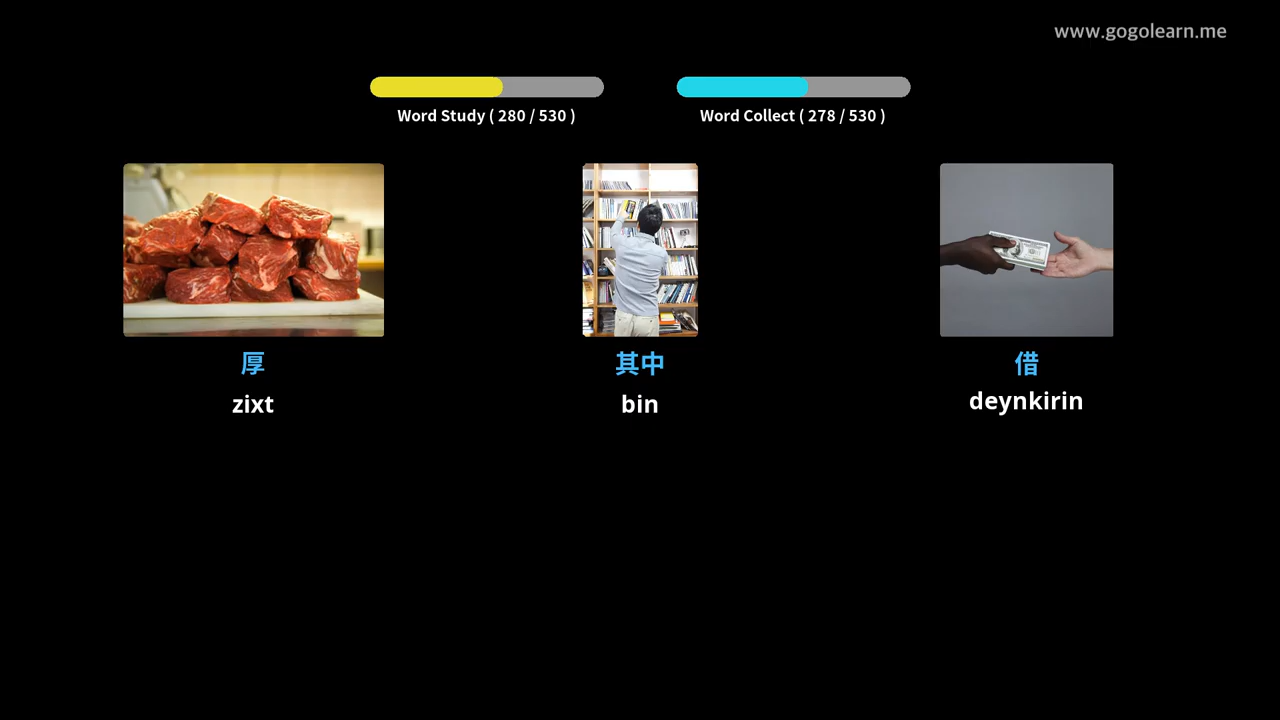 www.gogolearn.me
Word Study ( 280 / 530 )
Word Collect ( 278 / 530 )
厚
其中
借
zixt
bin
deynkirin